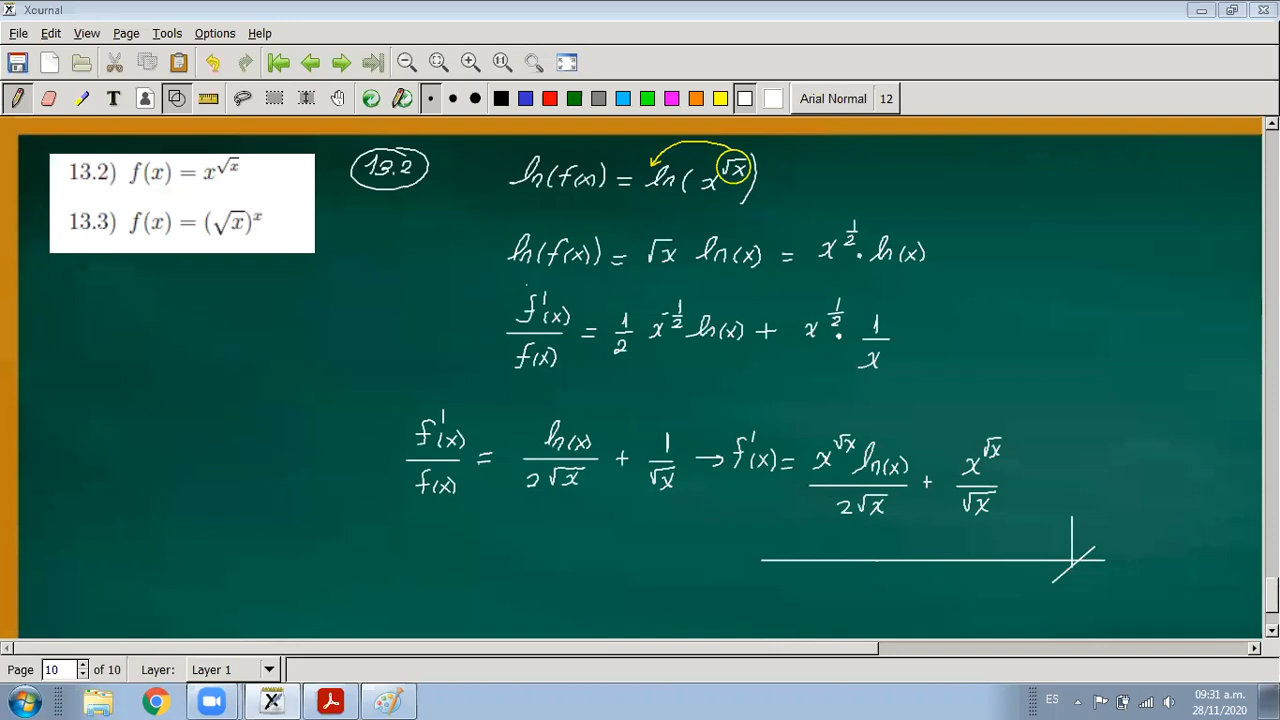 Xournal
File Edit View Page Tools Options Help
Arial Normal 12
13.2) f(x) = x^√x
13.3) f(x) = (√x)^x
13.2
ln(f(x)) = ln(x^√x)
ln(f(x)) = √x ln(x) = x^(1/2) · ln(x)
f'(x)/f(x) = 1/2 x^(-1/2) ln(x) + x^(1/2) · 1/x
f'(x)/f(x) = ln(x)/(2√x) + 1/√x → f'(x) = x^√x ln(x)/(2√x) + x^√x/√x
Page 10 of 10 Layer: Layer 1
ES 09:31 a.m.
28/11/2020